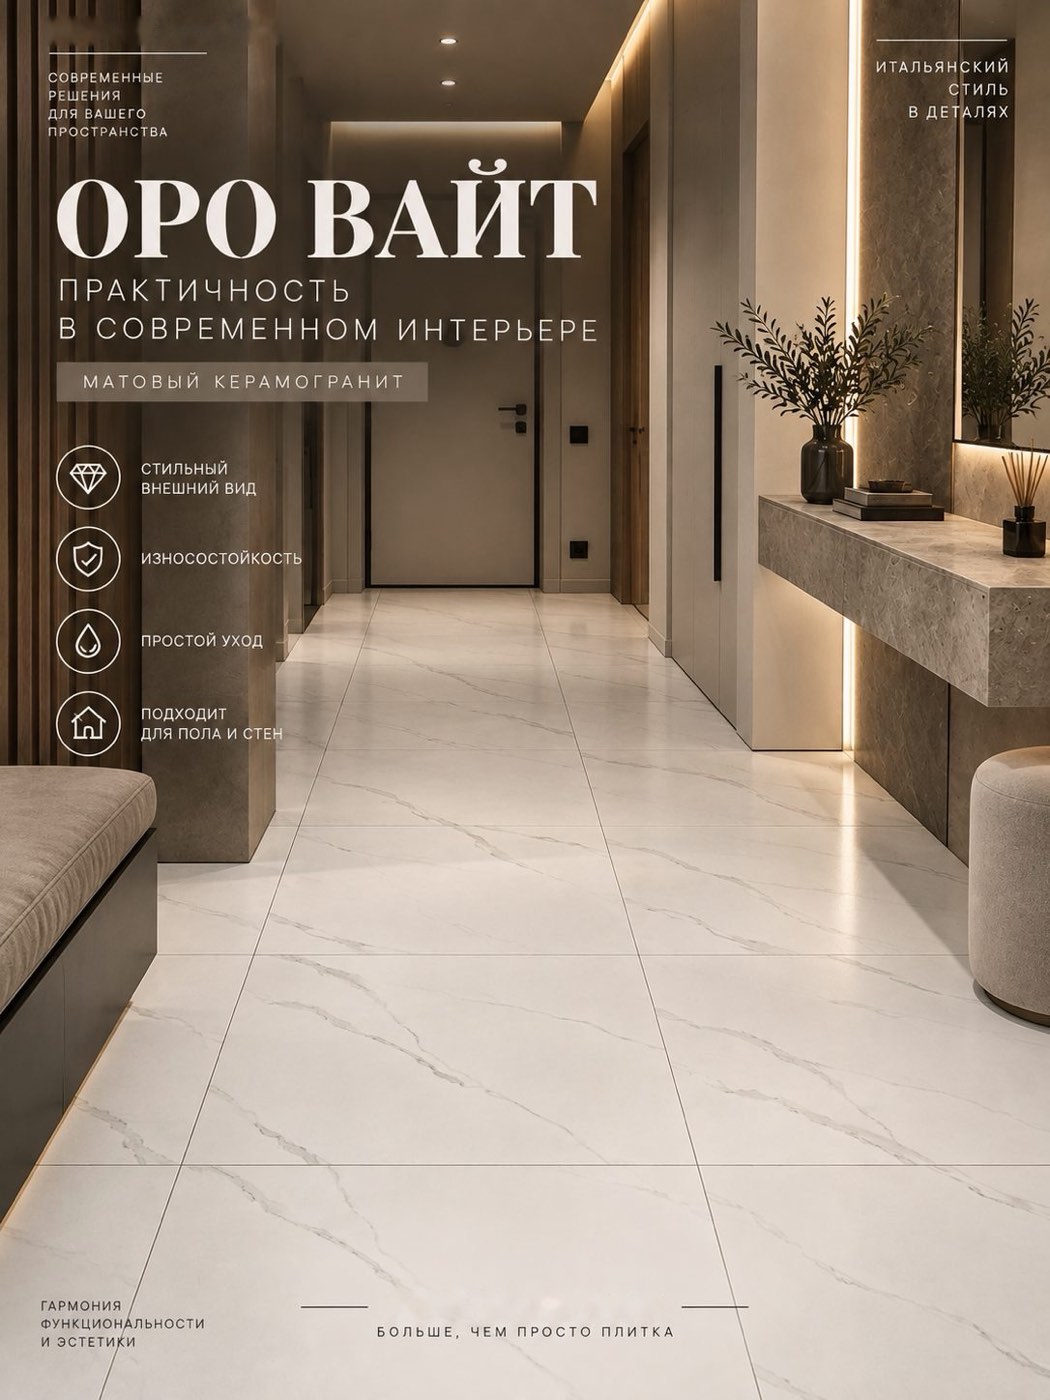 СОВРЕМЕННЫЕ
РЕШЕНИЯ
ДЛЯ ВАШЕГО
ПРОСТРАНСТВА
ИТАЛЬЯНСКИЙ
СТИЛЬ
В ДЕТАЛЯХ
ОРО ВАЙТ
ПРАКТИЧНОСТЬ
В СОВРЕМЕННОМ ИНТЕРЬЕРЕ
МАТОВЫЙ КЕРАМОГРАНИТ
СТИЛЬНЫЙ
ВНЕШНИЙ ВИД
ИЗНОСОСТОЙКОСТЬ
ПРОСТОЙ УХОД
ПОДХОДИТ
ДЛЯ ПОЛА И СТЕН
ГАРМОНИЯ
ФУНКЦИОНАЛЬНОСТИ
И ЭСТЕТИКИ
БОЛЬШЕ, ЧЕМ ПРОСТО ПЛИТКА